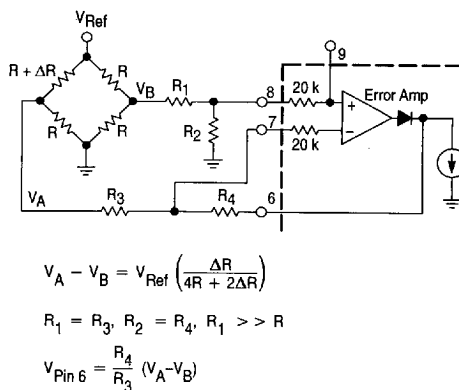 V_Ref
R + ΔR
R
V_B
R_1
8
20 k
9
Error Amp
+
R
R
R_2
7
20 k
−
V_A
R_3
R_4
6
V_A − V_B = V_Ref (ΔR / (4R + 2ΔR))
R_1 = R_3, R_2 = R_4, R_1 >> R
V_Pin 6 = R_4/R_3 (V_A–V_B)